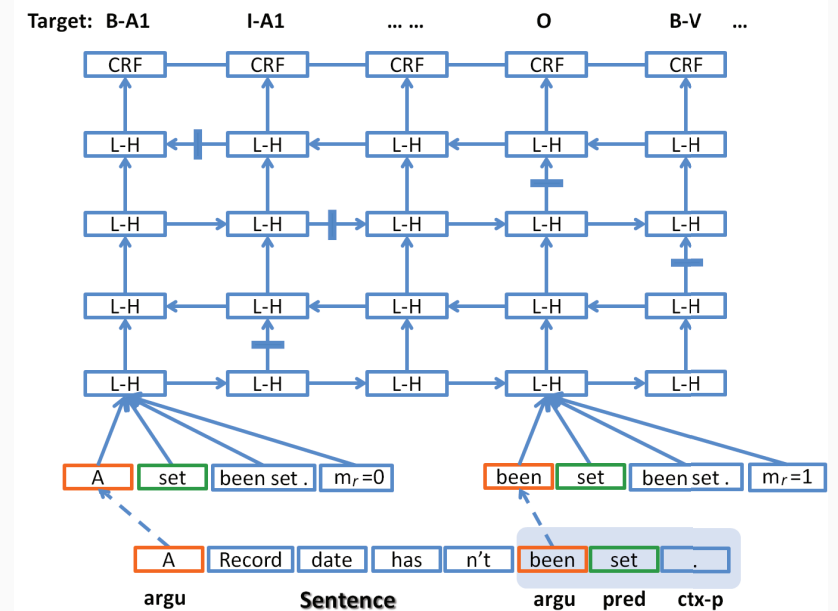 Target: B-A1 I-A1 ... ... O B-V ...
CRF CRF CRF CRF CRF
L-H L-H L-H L-H L-H
L-H L-H L-H L-H L-H
L-H L-H L-H L-H L-H
L-H L-H L-H L-H L-H
A set been set . mr=0 been set been set . mr=1
A Record date has n't been set .
argu Sentence argu pred ctx-p